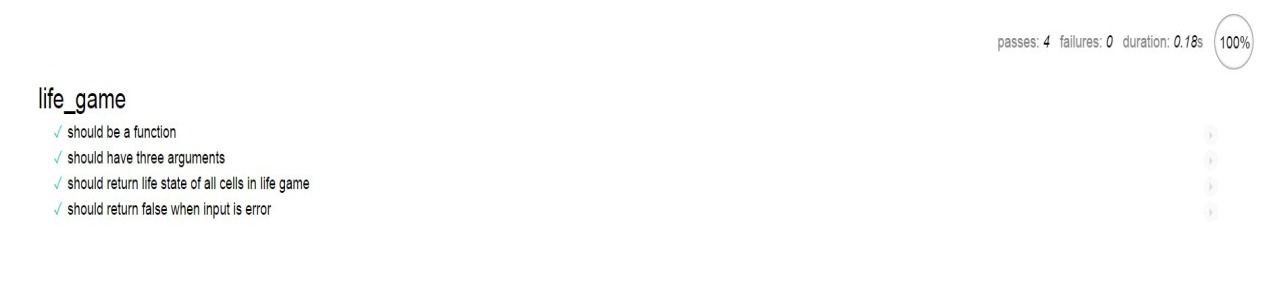 passes: 4 failures: 0 duration: 0.18s 100%
life_game
✓ should be a function
✓ should have three arguments
✓ should return life state of all cells in life game
✓ should return false when input is error